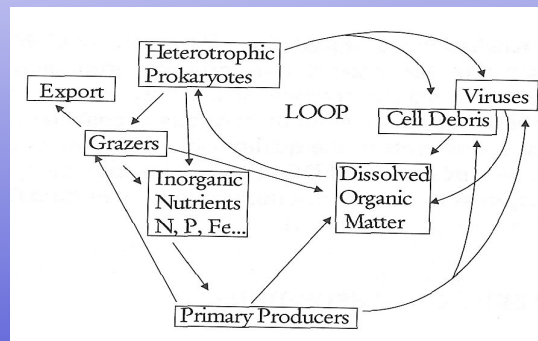 Heterotrophic
Prokaryotes
Export
Viruses
LOOP
Cell Debris
Grazers
Inorganic
Nutrients
N, P, Fe...
Dissolved
Organic
Matter
Primary Producers